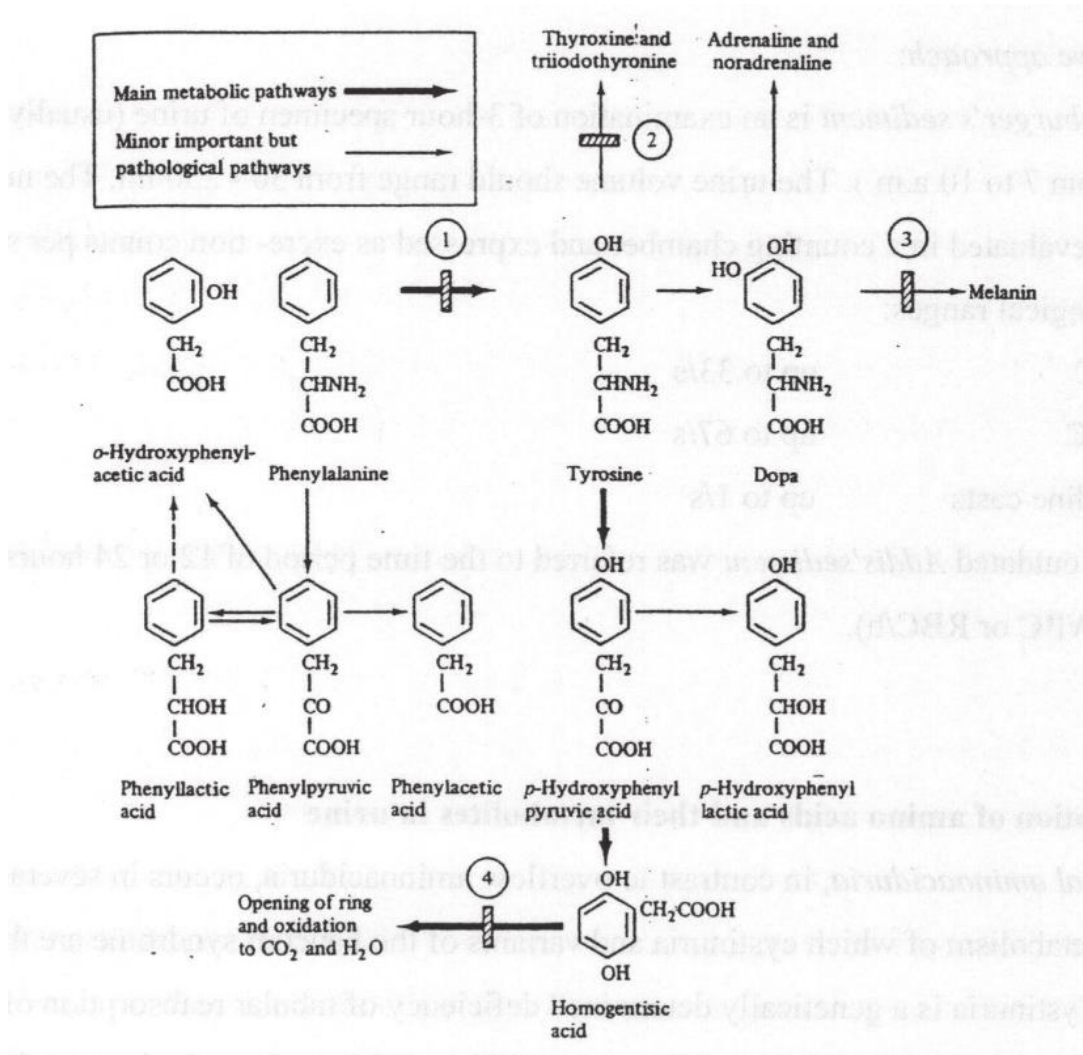 Thyroxine and
triiodothyronine
Adrenaline and
noradrenaline
Main metabolic pathways
Minor important but
pathological pathways
2
1
3
OH
OH
OH
HO
Melanin
CH2
COOH
CH2
CHNH2
COOH
CH2
CHNH2
COOH
CH2
CHNH2
COOH
o-Hydroxyphenyl-
acetic acid
Phenylalanine
Tyrosine
Dopa
OH
OH
CH2
CHOH
COOH
CH2
CO
COOH
CH2
COOH
CH2
CO
COOH
CH2
CHOH
COOH
Phenyllactic
acid
Phenylpyruvic
acid
Phenylacetic
acid
p-Hydroxyphenyl
pyruvic acid
p-Hydroxyphenyl
lactic acid
4
Opening of ring
and oxidation
to CO2 and H2O
OH
CH2COOH
OH
Homogentisic
acid